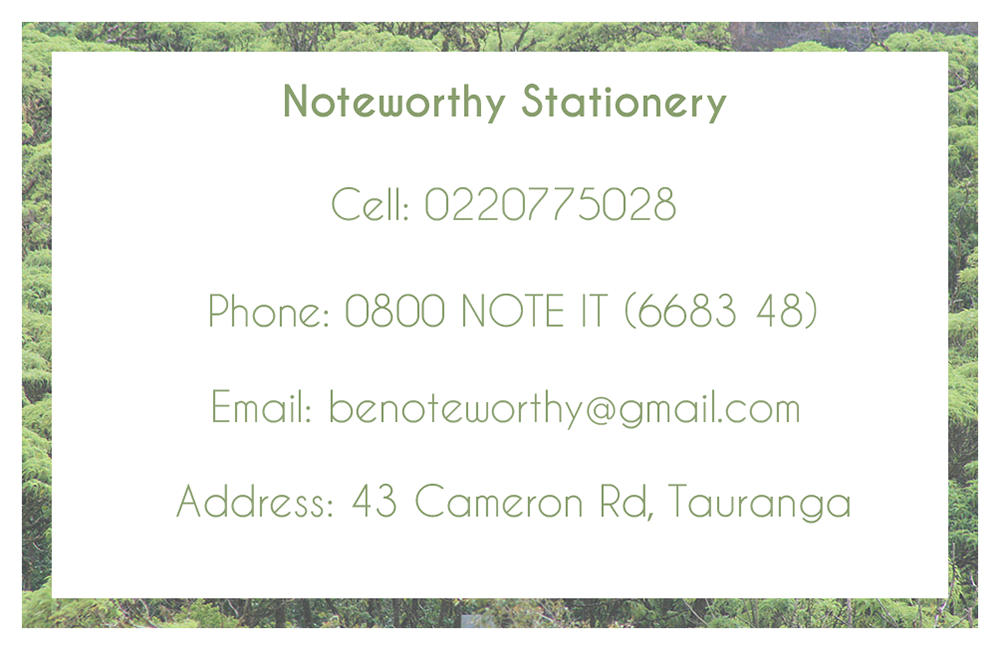 Noteworthy Stationery
Cell: 0220775028
Phone: 0800 NOTE IT (6683 48)
Email: benoteworthy@gmail.com
Address: 43 Cameron Rd, Tauranga